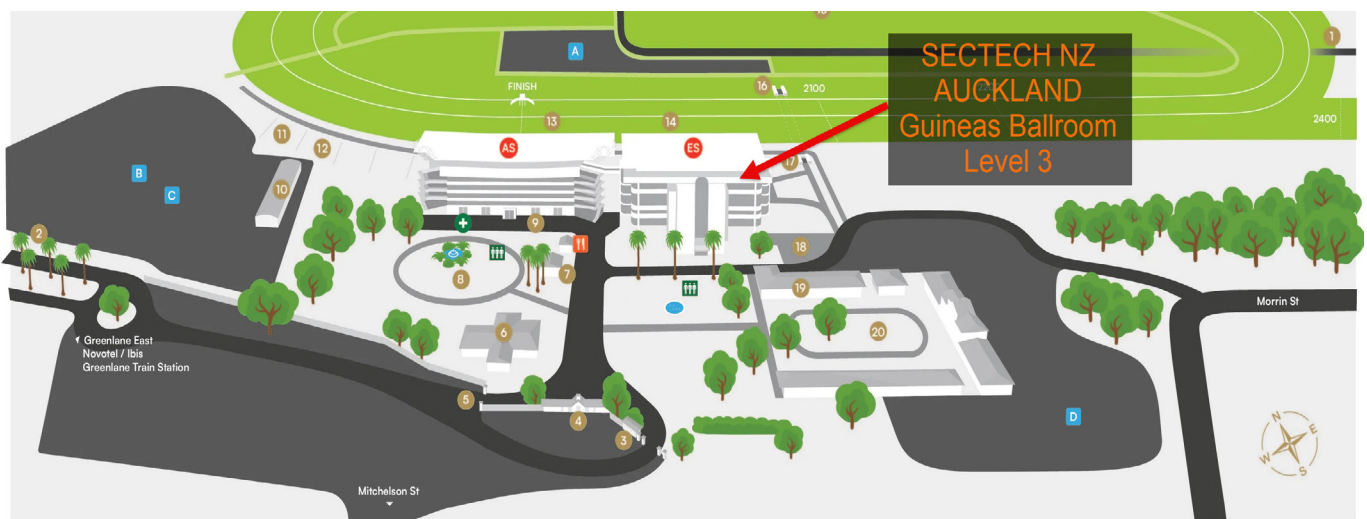 A
1
SECTECH NZ
AUCKLAND
Guineas Ballroom
Level 3
FINISH
16
2100
2400
13
14
11
12
AS
ES
17
B
C
10
2
9
18
8
7
19
Morrin St
6
20
Greenlane East
Novotel / Ibis
Greenlane Train Station
5
4
3
D
N
E
W
S
Mitchelson St